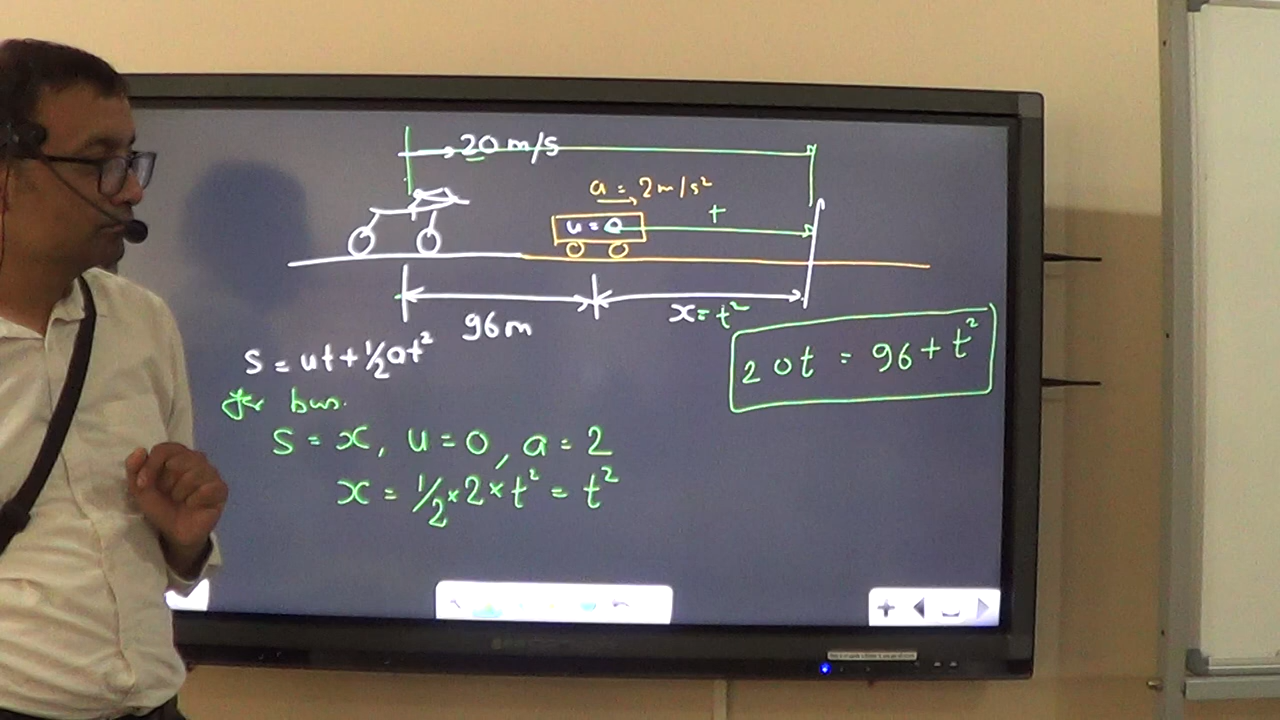 20 m/s
a = 2 m/s²
t
u = 0
96m
x = t²
S = ut + ½at²
20t = 96 + t²
for bus.
S = x, u = 0, a = 2
x = ½ × 2 × t² = t²